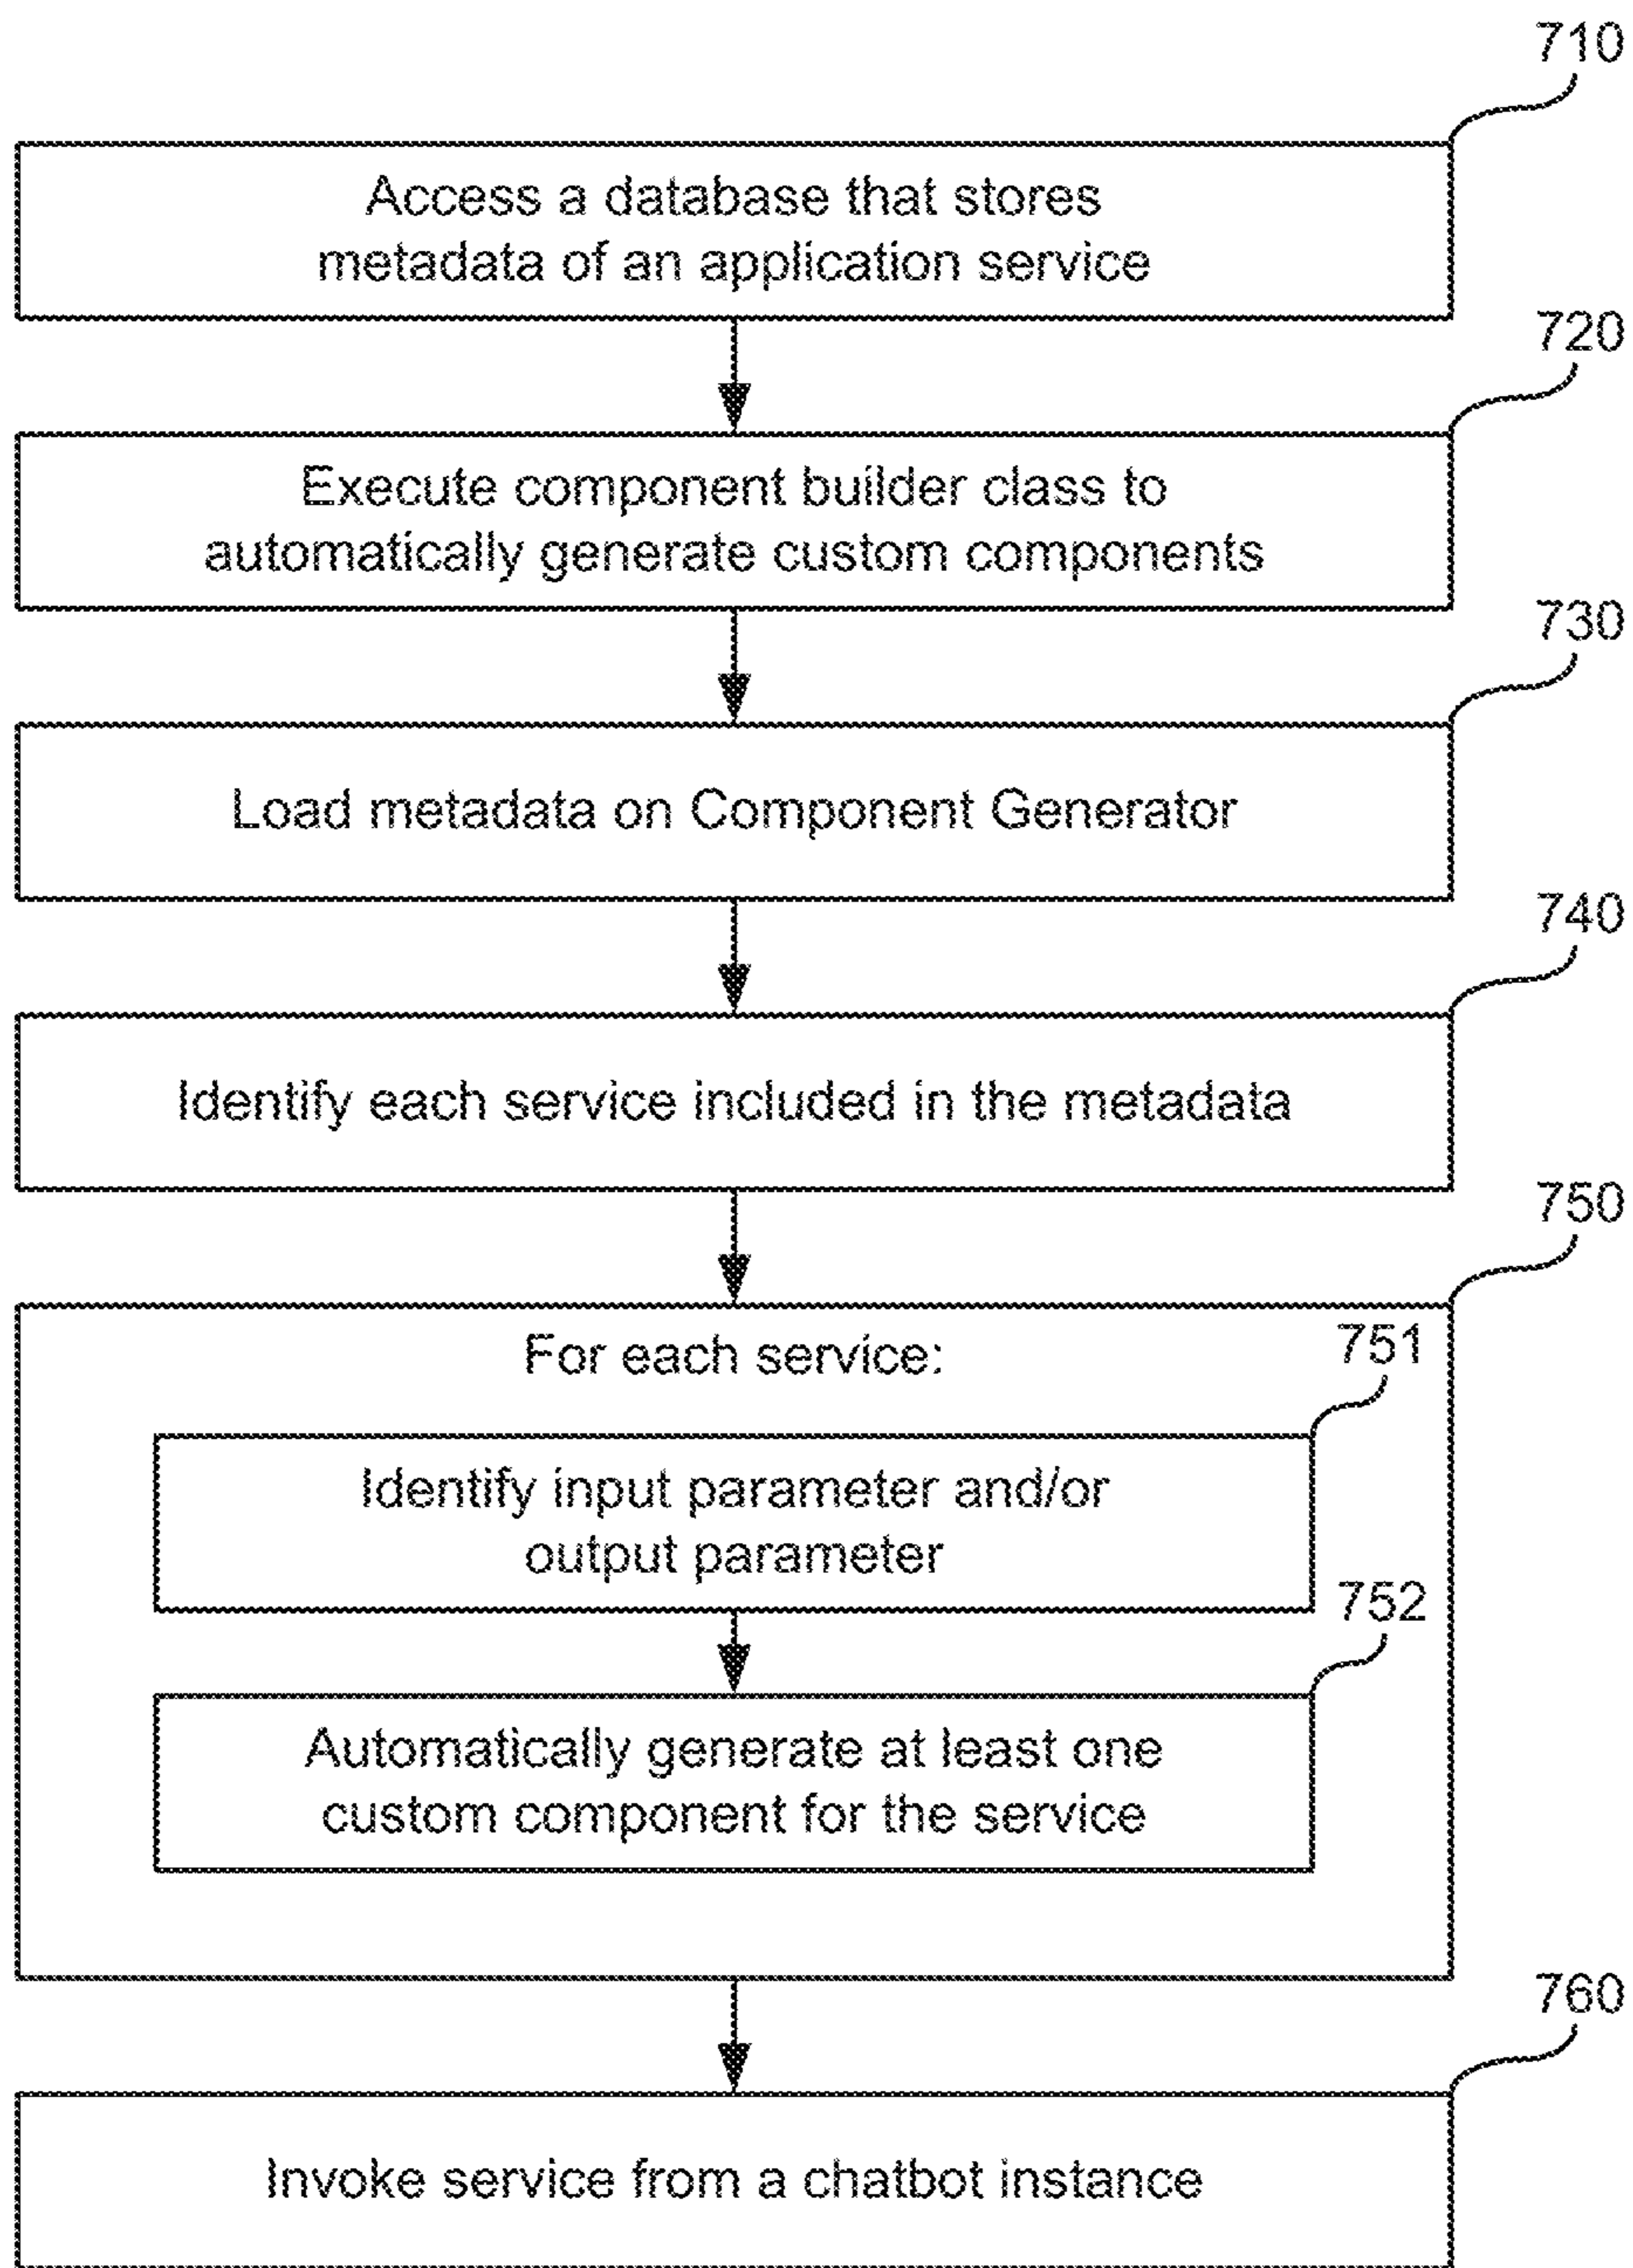 710
Access a database that stores
metadata of an application service
720
Execute component builder class to
automatically generate custom components
730
Load metadata on Component Generator
740
Identify each service included in the metadata
750
For each service:
751
Identify input parameter and/or
output parameter
752
Automatically generate at least one
custom component for the service
760
Invoke service from a chatbot instance